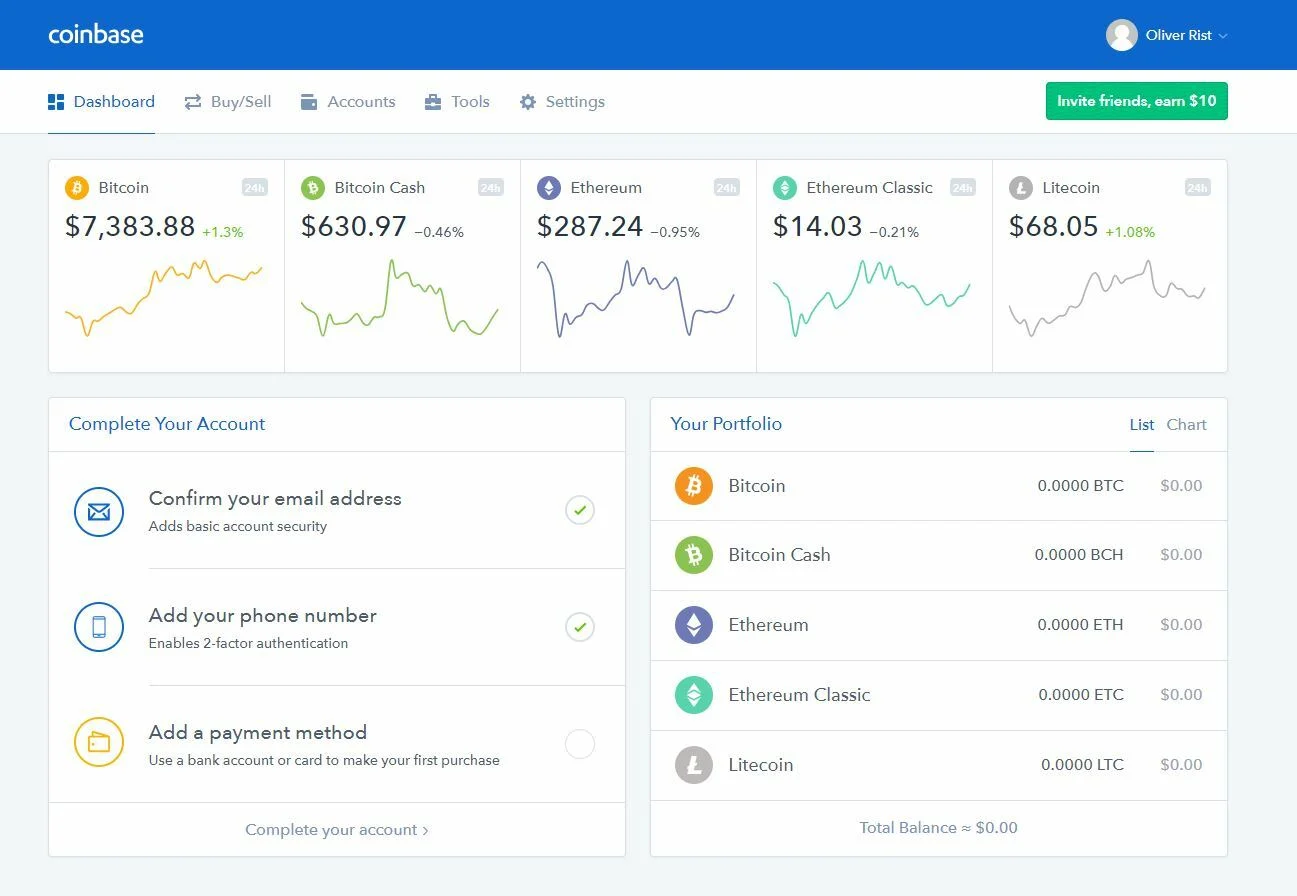 coinbase
Oliver Rist
Dashboard Buy/Sell Accounts Tools Settings
Invite friends, earn $10
Bitcoin 24h
$7,383.88 +1.3%
Bitcoin Cash 24h
$630.97 −0.46%
Ethereum 24h
$287.24 −0.95%
Ethereum Classic 24h
$14.03 −0.21%
Litecoin 24h
$68.05 +1.08%
Complete Your Account
Confirm your email address
Adds basic account security
Add your phone number
Enables 2-factor authentication
Add a payment method
Use a bank account or card to make your first purchase
Complete your account ›
Your Portfolio List Chart
Bitcoin 0.0000 BTC $0.00
Bitcoin Cash 0.0000 BCH $0.00
Ethereum 0.0000 ETH $0.00
Ethereum Classic 0.0000 ETC $0.00
Litecoin 0.0000 LTC $0.00
Total Balance ≈ $0.00